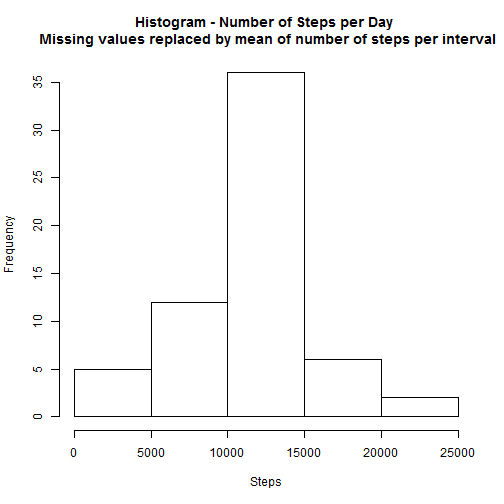 Histogram - Number of Steps per Day
Missing values replaced by mean of number of steps per interval
Frequency
35
30
25
20
15
10
5
0
0 5000 10000 15000 20000 25000
Steps